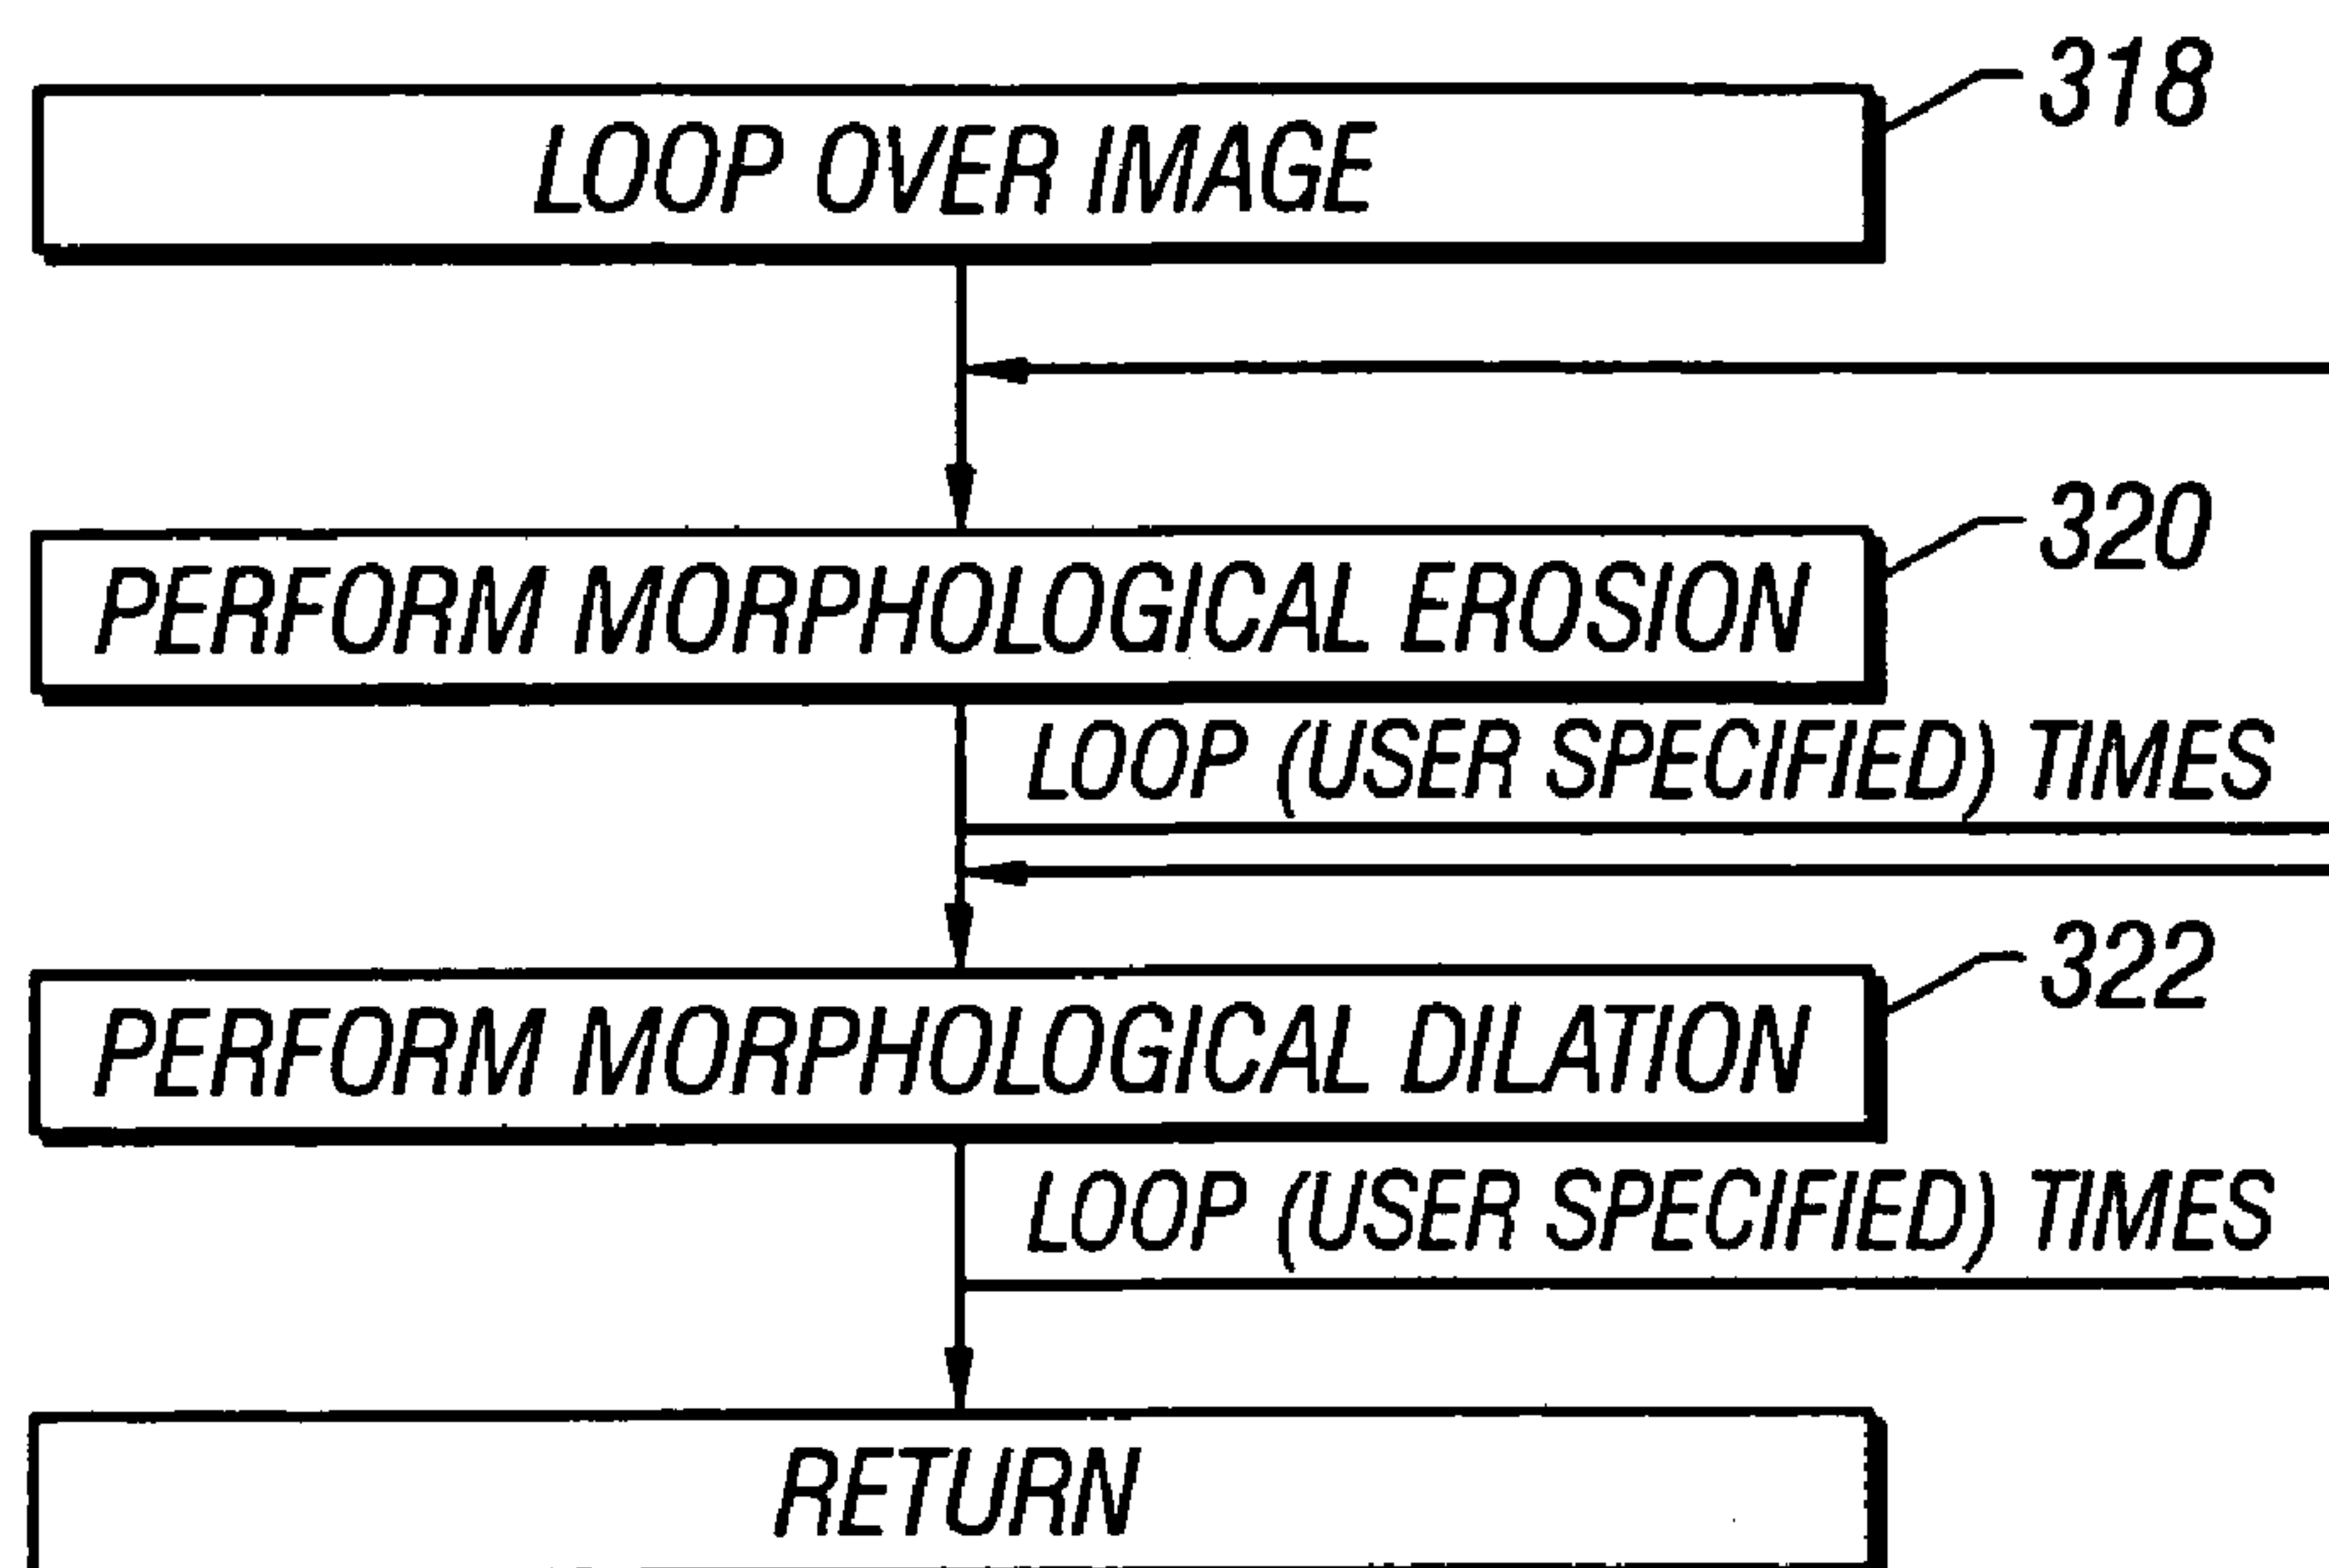 318
LOOP OVER IMAGE
320
PERFORM MORPHOLOGICAL EROSION
LOOP (USER SPECIFIED) TIMES
322
PERFORM MORPHOLOGICAL DILATION
LOOP (USER SPECIFIED) TIMES
RETURN